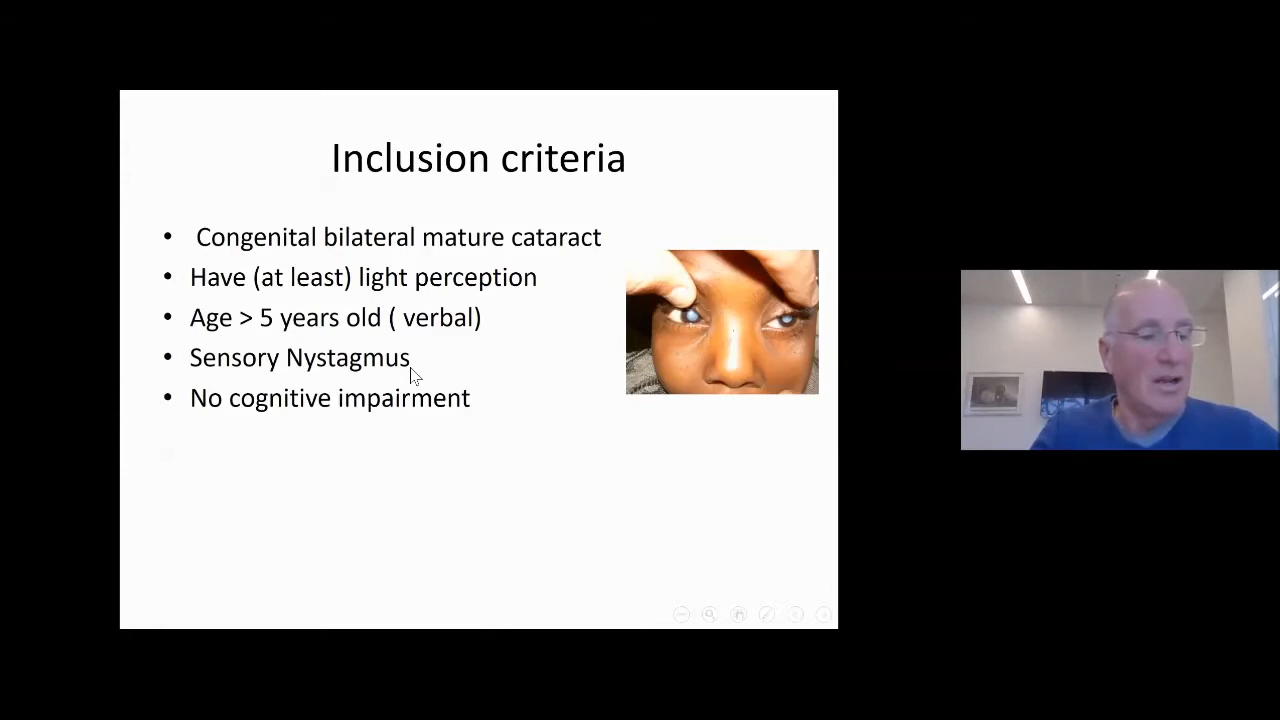 Inclusion criteria
• Congenital bilateral mature cataract
• Have (at least) light perception
• Age > 5 years old ( verbal)
• Sensory Nystagmus
• No cognitive impairment